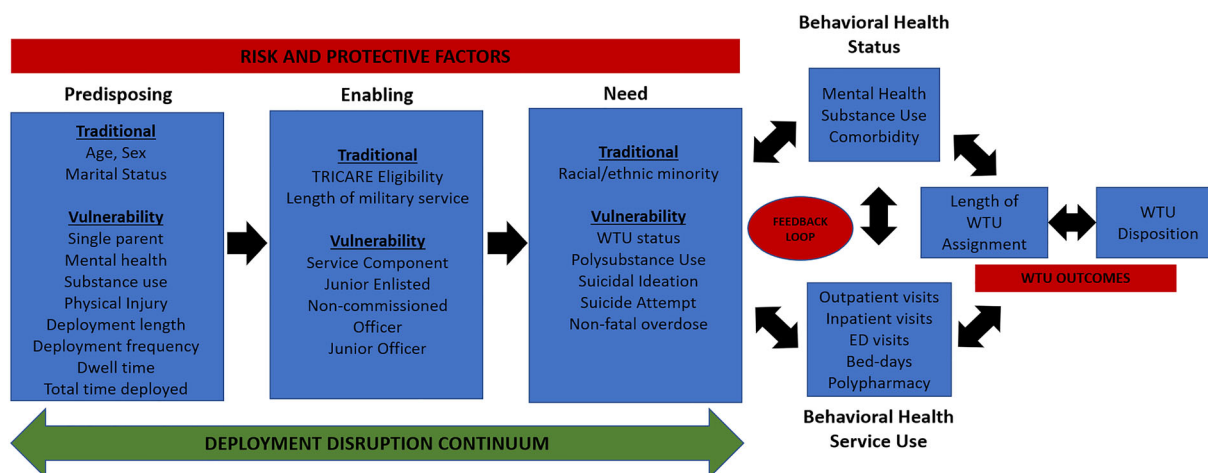 RISK AND PROTECTIVE FACTORS
Predisposing
Traditional
Age, Sex
Marital Status
Vulnerability
Single parent
Mental health
Substance use
Physical Injury
Deployment length
Deployment frequency
Dwell time
Total time deployed
Enabling
Traditional
TRICARE Eligibility
Length of military service
Vulnerability
Service Component
Junior Enlisted
Non-commissioned
Officer
Junior Officer
Need
Traditional
Racial/ethnic minority
Vulnerability
WTU status
Polysubstance Use
Suicidal Ideation
Suicide Attempt
Non-fatal overdose
DEPLOYMENT DISRUPTION CONTINUUM
Behavioral Health
Status
Mental Health
Substance Use
Comorbidity
FEEDBACK
LOOP
Length of
WTU
Assignment
WTU
Disposition
WTU OUTCOMES
Outpatient visits
Inpatient visits
ED visits
Bed-days
Polypharmacy
Behavioral Health
Service Use